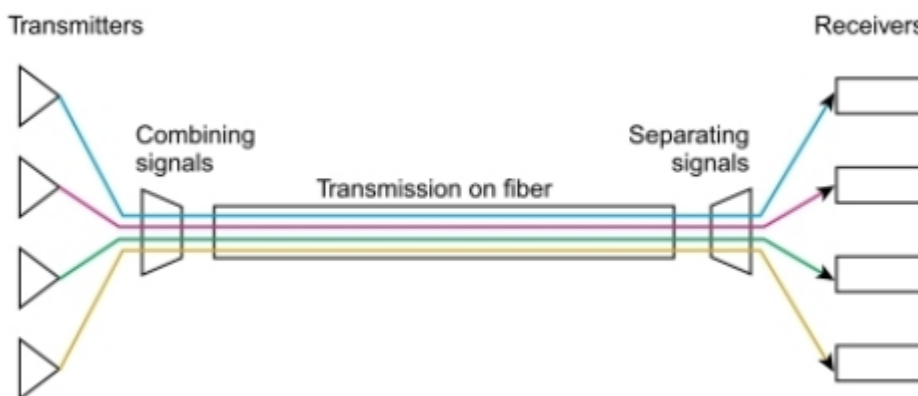 Transmitters
Receivers
Combining
signals
Separating
signals
Transmission on fiber